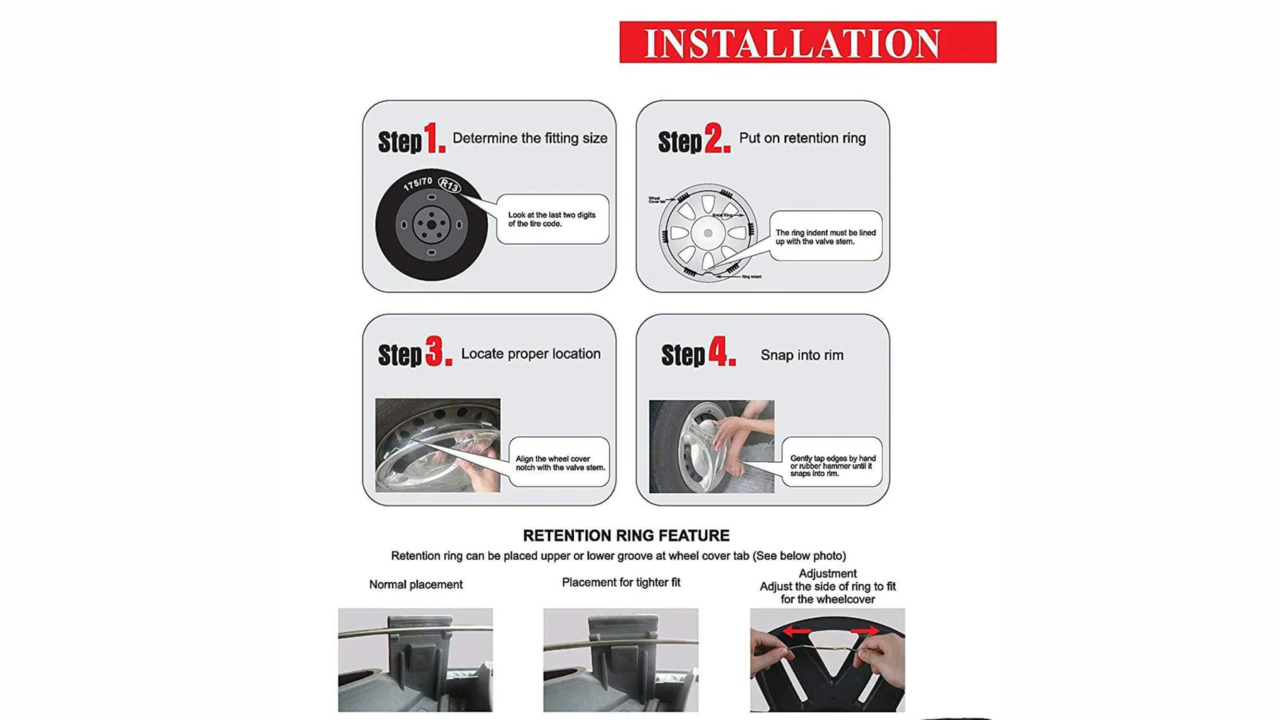 INSTALLATION
Step 1. Determine the fitting size
175/70 R13
Look at the last two digits
of the tire code.
Step 2. Put on retention ring
Wheel
Cover tab
Metal Ring
The ring indent must be lined
up with the valve stem.
Ring Indent
Step 3. Locate proper location
Align the wheel cover
notch with the valve stem.
Step 4. Snap into rim
Gently tap edges by hand
or rubber hammer until it
snaps into rim.
RETENTION RING FEATURE
Retention ring can be placed upper or lower groove at wheel cover tab (See below photo)
Normal placement
Placement for tighter fit
Adjustment
Adjust the side of ring to fit
for the wheelcover